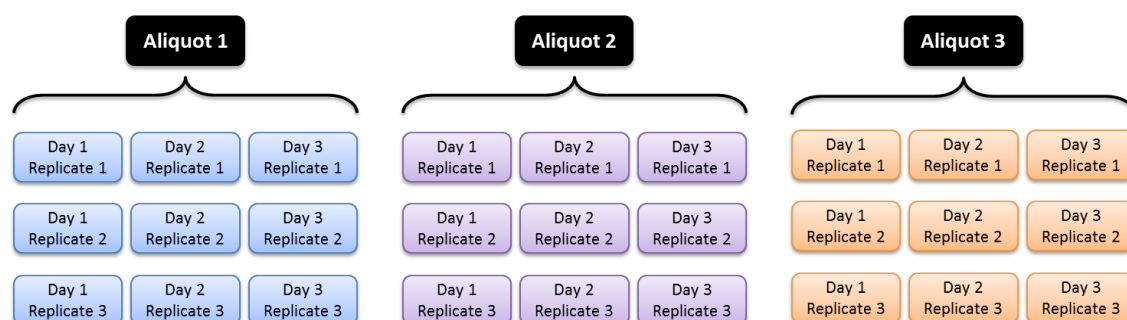 Aliquot 1
Aliquot 2
Aliquot 3
Day 1
Replicate 1
Day 2
Replicate 1
Day 3
Replicate 1
Day 1
Replicate 1
Day 2
Replicate 1
Day 3
Replicate 1
Day 1
Replicate 1
Day 2
Replicate 1
Day 3
Replicate 1
Day 1
Replicate 2
Day 2
Replicate 2
Day 3
Replicate 2
Day 1
Replicate 2
Day 2
Replicate 2
Day 3
Replicate 2
Day 1
Replicate 2
Day 2
Replicate 2
Day 3
Replicate 2
Day 1
Replicate 3
Day 2
Replicate 3
Day 3
Replicate 3
Day 1
Replicate 3
Day 2
Replicate 3
Day 3
Replicate 3
Day 1
Replicate 3
Day 2
Replicate 3
Day 3
Replicate 3